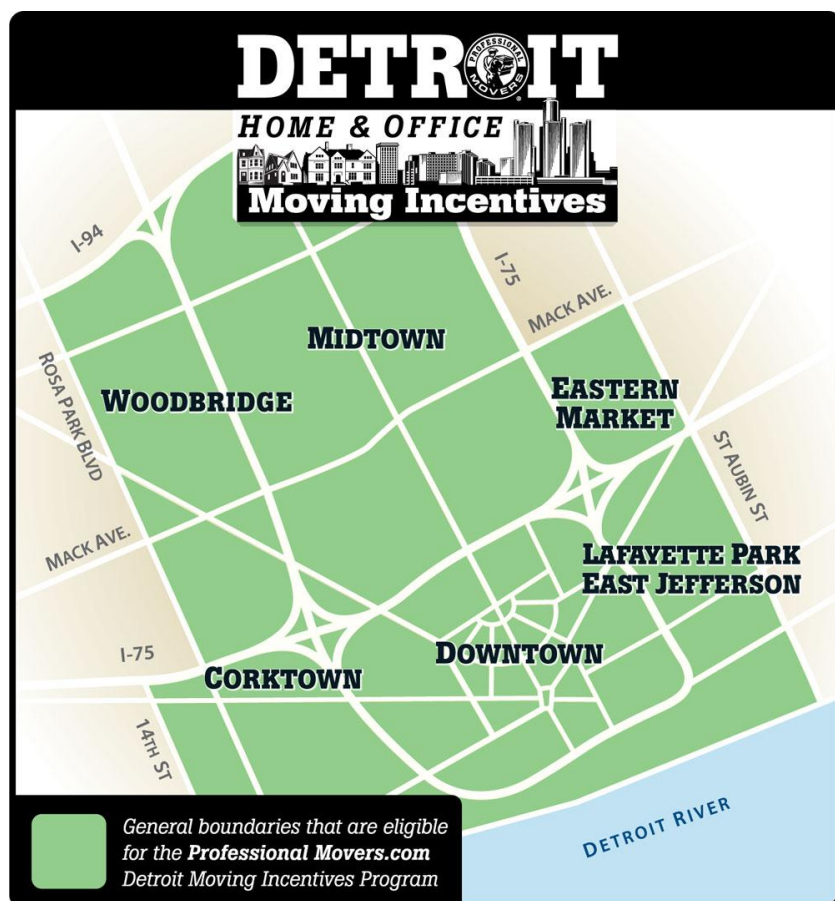 DETROIT
PROFESSIONAL
MOVERS
®
HOME & OFFICE
Moving Incentives
I-94
I-75
MACK AVE.
MIDTOWN
WOODBRIDGE
EASTERN
MARKET
ROSA PARK BLVD
ST AUBIN ST
MACK AVE.
LAFAYETTE PARK
EAST JEFFERSON
I-75
DOWNTOWN
CORKTOWN
14TH ST
DETROIT RIVER
General boundaries that are eligible
for the Professional Movers.com
Detroit Moving Incentives Program